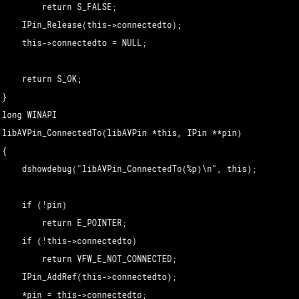 return S_FALSE;
IPin_Release(this->connectedto);
this->connectedto = NULL;
return S_OK;
}
long WINAPI
libAVPin_ConnectedTo(libAVPin *this, IPin **pin)
{
dshowdebug("libAVPin_ConnectedTo(%p)\n", this);
if (!pin)
return E_POINTER;
if (!this->connectedto)
return VFW_E_NOT_CONNECTED;
IPin_AddRef(this->connectedto);
*pin = this->connectedto;